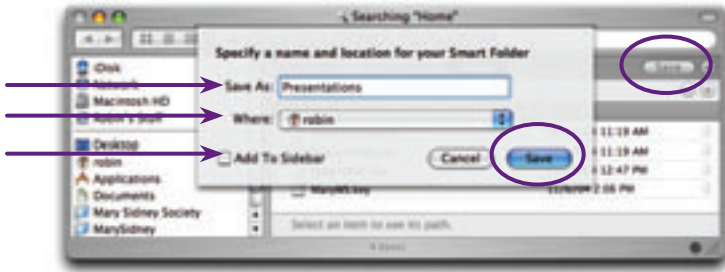 Searching "Home"
Specify a name and location for your Smart Folder
Save As: Presentations
Where: robin
Add To Sidebar
Cancel
Save
Save
iDisk
Network
Macintosh HD
Robin's Stuff
Desktop
robin
Applications
Documents
Mary Sidney Society
MarySidney
11:19 AM
11:19 AM
12:47 PM
2:06 PM
Select an item to see its path.